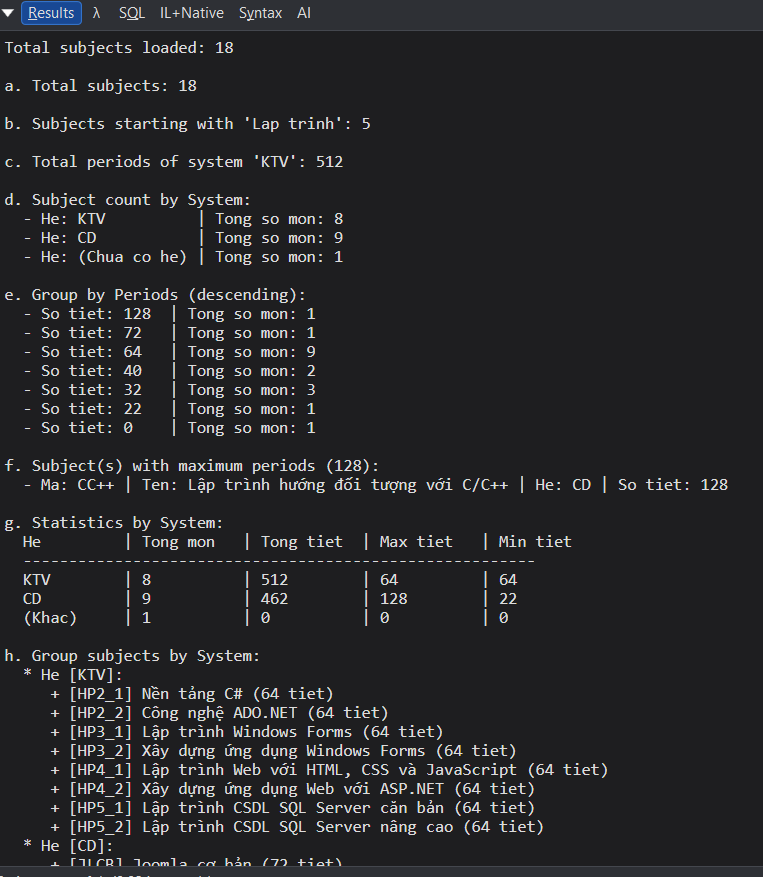 Results λ SQL IL+Native Syntax AI
Total subjects loaded: 18
a. Total subjects: 18
b. Subjects starting with 'Lap trinh': 5
c. Total periods of system 'KTV': 512
d. Subject count by System:
- He: KTV | Tong so mon: 8
- He: CD | Tong so mon: 9
- He: (Chua co he) | Tong so mon: 1
e. Group by Periods (descending):
- So tiet: 128 | Tong so mon: 1
- So tiet: 72 | Tong so mon: 1
- So tiet: 64 | Tong so mon: 9
- So tiet: 40 | Tong so mon: 2
- So tiet: 32 | Tong so mon: 3
- So tiet: 22 | Tong so mon: 1
- So tiet: 0 | Tong so mon: 1
f. Subject(s) with maximum periods (128):
- Ma: CC++ | Ten: Lập trình hướng đối tượng với C/C++ | He: CD | So tiet: 128
g. Statistics by System:
He | Tong mon | Tong tiet | Max tiet | Min tiet
--------------------------------------------------------
KTV | 8 | 512 | 64 | 64
CD | 9 | 462 | 128 | 22
(Khac) | 1 | 0 | 0 | 0
h. Group subjects by System:
* He [KTV]:
+ [HP2_1] Nền tảng C# (64 tiet)
+ [HP2_2] Công nghệ ADO.NET (64 tiet)
+ [HP3_1] Lập trình Windows Forms (64 tiet)
+ [HP3_2] Xây dựng ứng dụng Windows Forms (64 tiet)
+ [HP4_1] Lập trình Web với HTML, CSS và JavaScript (64 tiet)
+ [HP4_2] Xây dựng ứng dụng Web với ASP.NET (64 tiet)
+ [HP5_1] Lập trình CSDL SQL Server căn bản (64 tiet)
+ [HP5_2] Lập trình CSDL SQL Server nâng cao (64 tiet)
* He [CD]:
+ [JLCB] Joomla cơ bản (72 tiet)